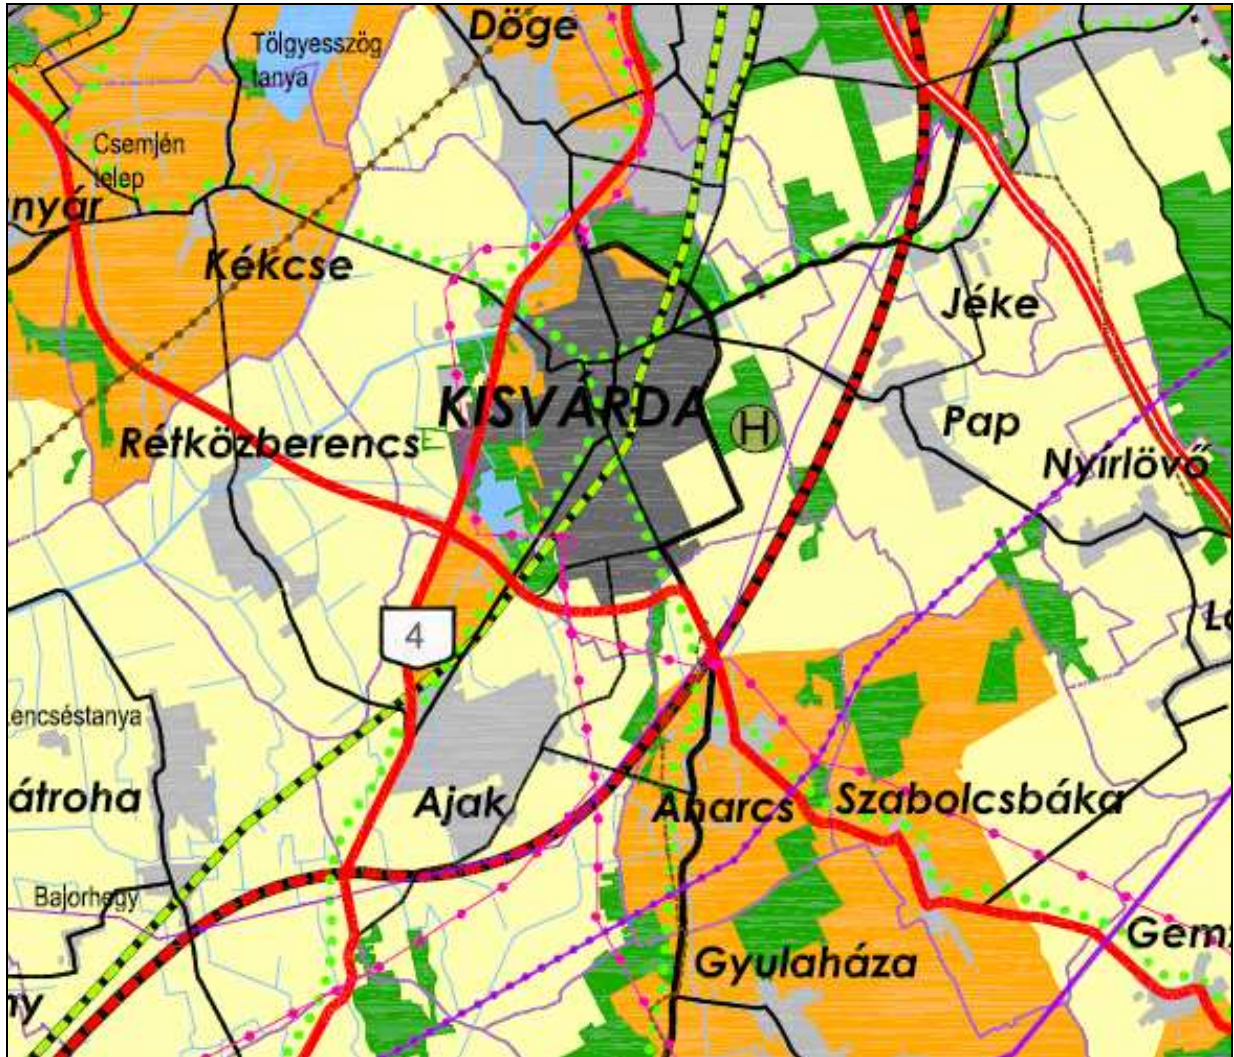 Döge
Tölgyesszög
tanya
Csemjén
telep
nyár
Kékcse
Jéke
KISVÁRDA
H
Pap
Rétközberencs
Nyírlövő
4
encséstanya
átroha
Ajak
Anarcs
Szabolcsbáka
Bajorhegy
Gyulaháza
ny